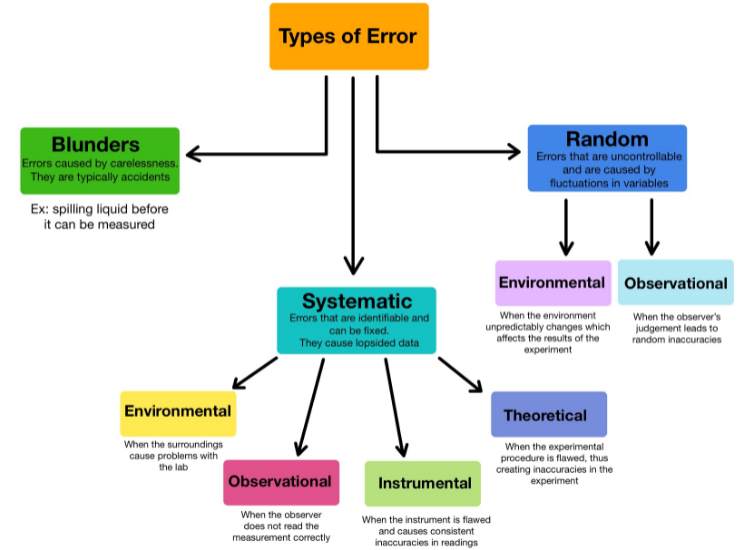 Types of Error
Blunders
Errors caused by carelessness.
They are typically accidents
Ex: spilling liquid before
it can be measured
Random
Errors that are uncontrollable
and are caused by
fluctuations in variables
Environmental
When the environment
unpredictably changes which
affects the results of the
experiment
Observational
When the observer's
judgement leads to
random inaccuracies
Systematic
Errors that are identifiable and
can be fixed.
They cause lopsided data
Environmental
When the surroundings
cause problems with
the lab
Observational
When the observer
does not read the
measurement correctly
Instrumental
When the instrument is flawed
and causes consistent
inaccuracies in readings
Theoretical
When the experimental
procedure is flawed, thus
creating inaccuracies in the
experiment